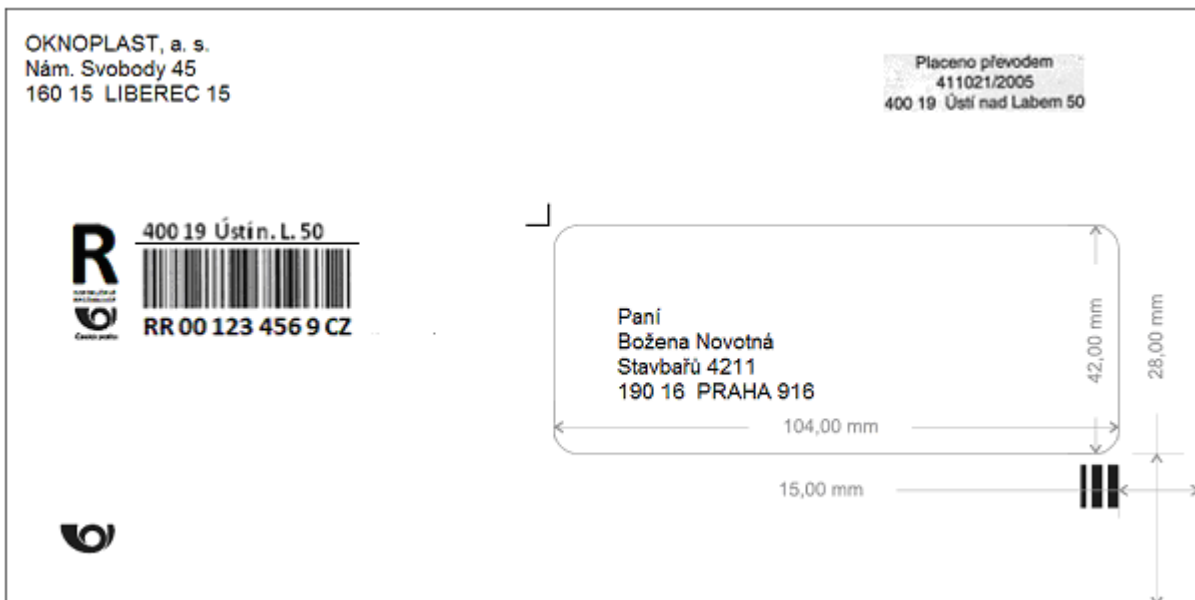 OKNOPLAST, a. s.
Nám. Svobody 45
160 15 LIBEREC 15
Placeno převodem
411021/2005
400 19 Ústí nad Labem 50
R
400 19 Ústí n. L. 50
RR 00 123 456 9 CZ
Česká pošta
Paní
Božena Novotná
Stavbařů 4211
190 16 PRAHA 916
42,00 mm
28,00 mm
104,00 mm
15,00 mm